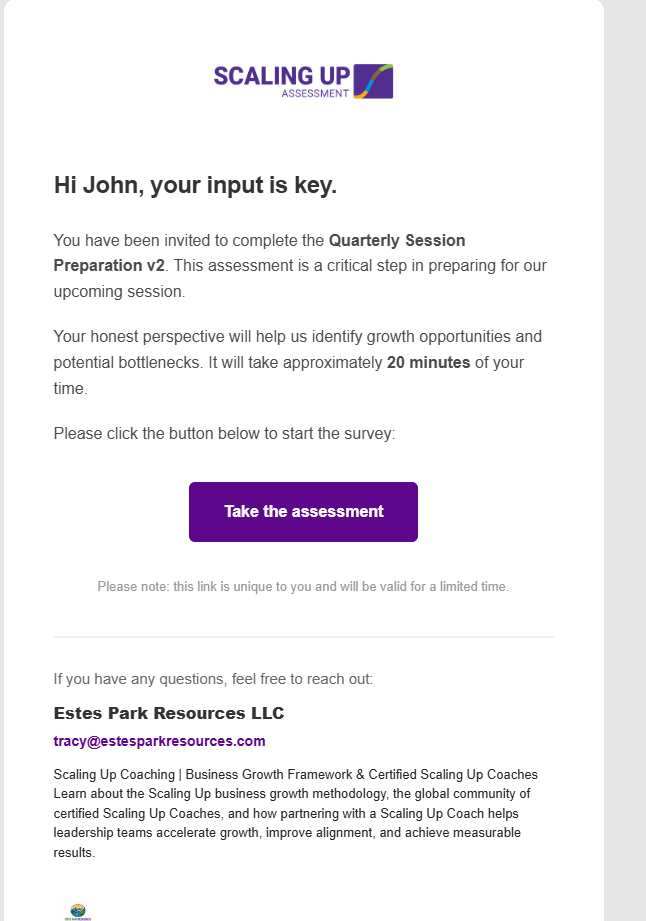 SCALING UP
ASSESSMENT
Hi John, your input is key.
You have been invited to complete the Quarterly Session
Preparation v2. This assessment is a critical step in preparing for our
upcoming session.
Your honest perspective will help us identify growth opportunities and
potential bottlenecks. It will take approximately 20 minutes of your
time.
Please click the button below to start the survey:
Take the assessment
Please note: this link is unique to you and will be valid for a limited time.
If you have any questions, feel free to reach out:
Estes Park Resources LLC
tracy@estesparkresources.com
Scaling Up Coaching | Business Growth Framework & Certified Scaling Up Coaches
Learn about the Scaling Up business growth methodology, the global community of
certified Scaling Up Coaches, and how partnering with a Scaling Up Coach helps
leadership teams accelerate growth, improve alignment, and achieve measurable
results.